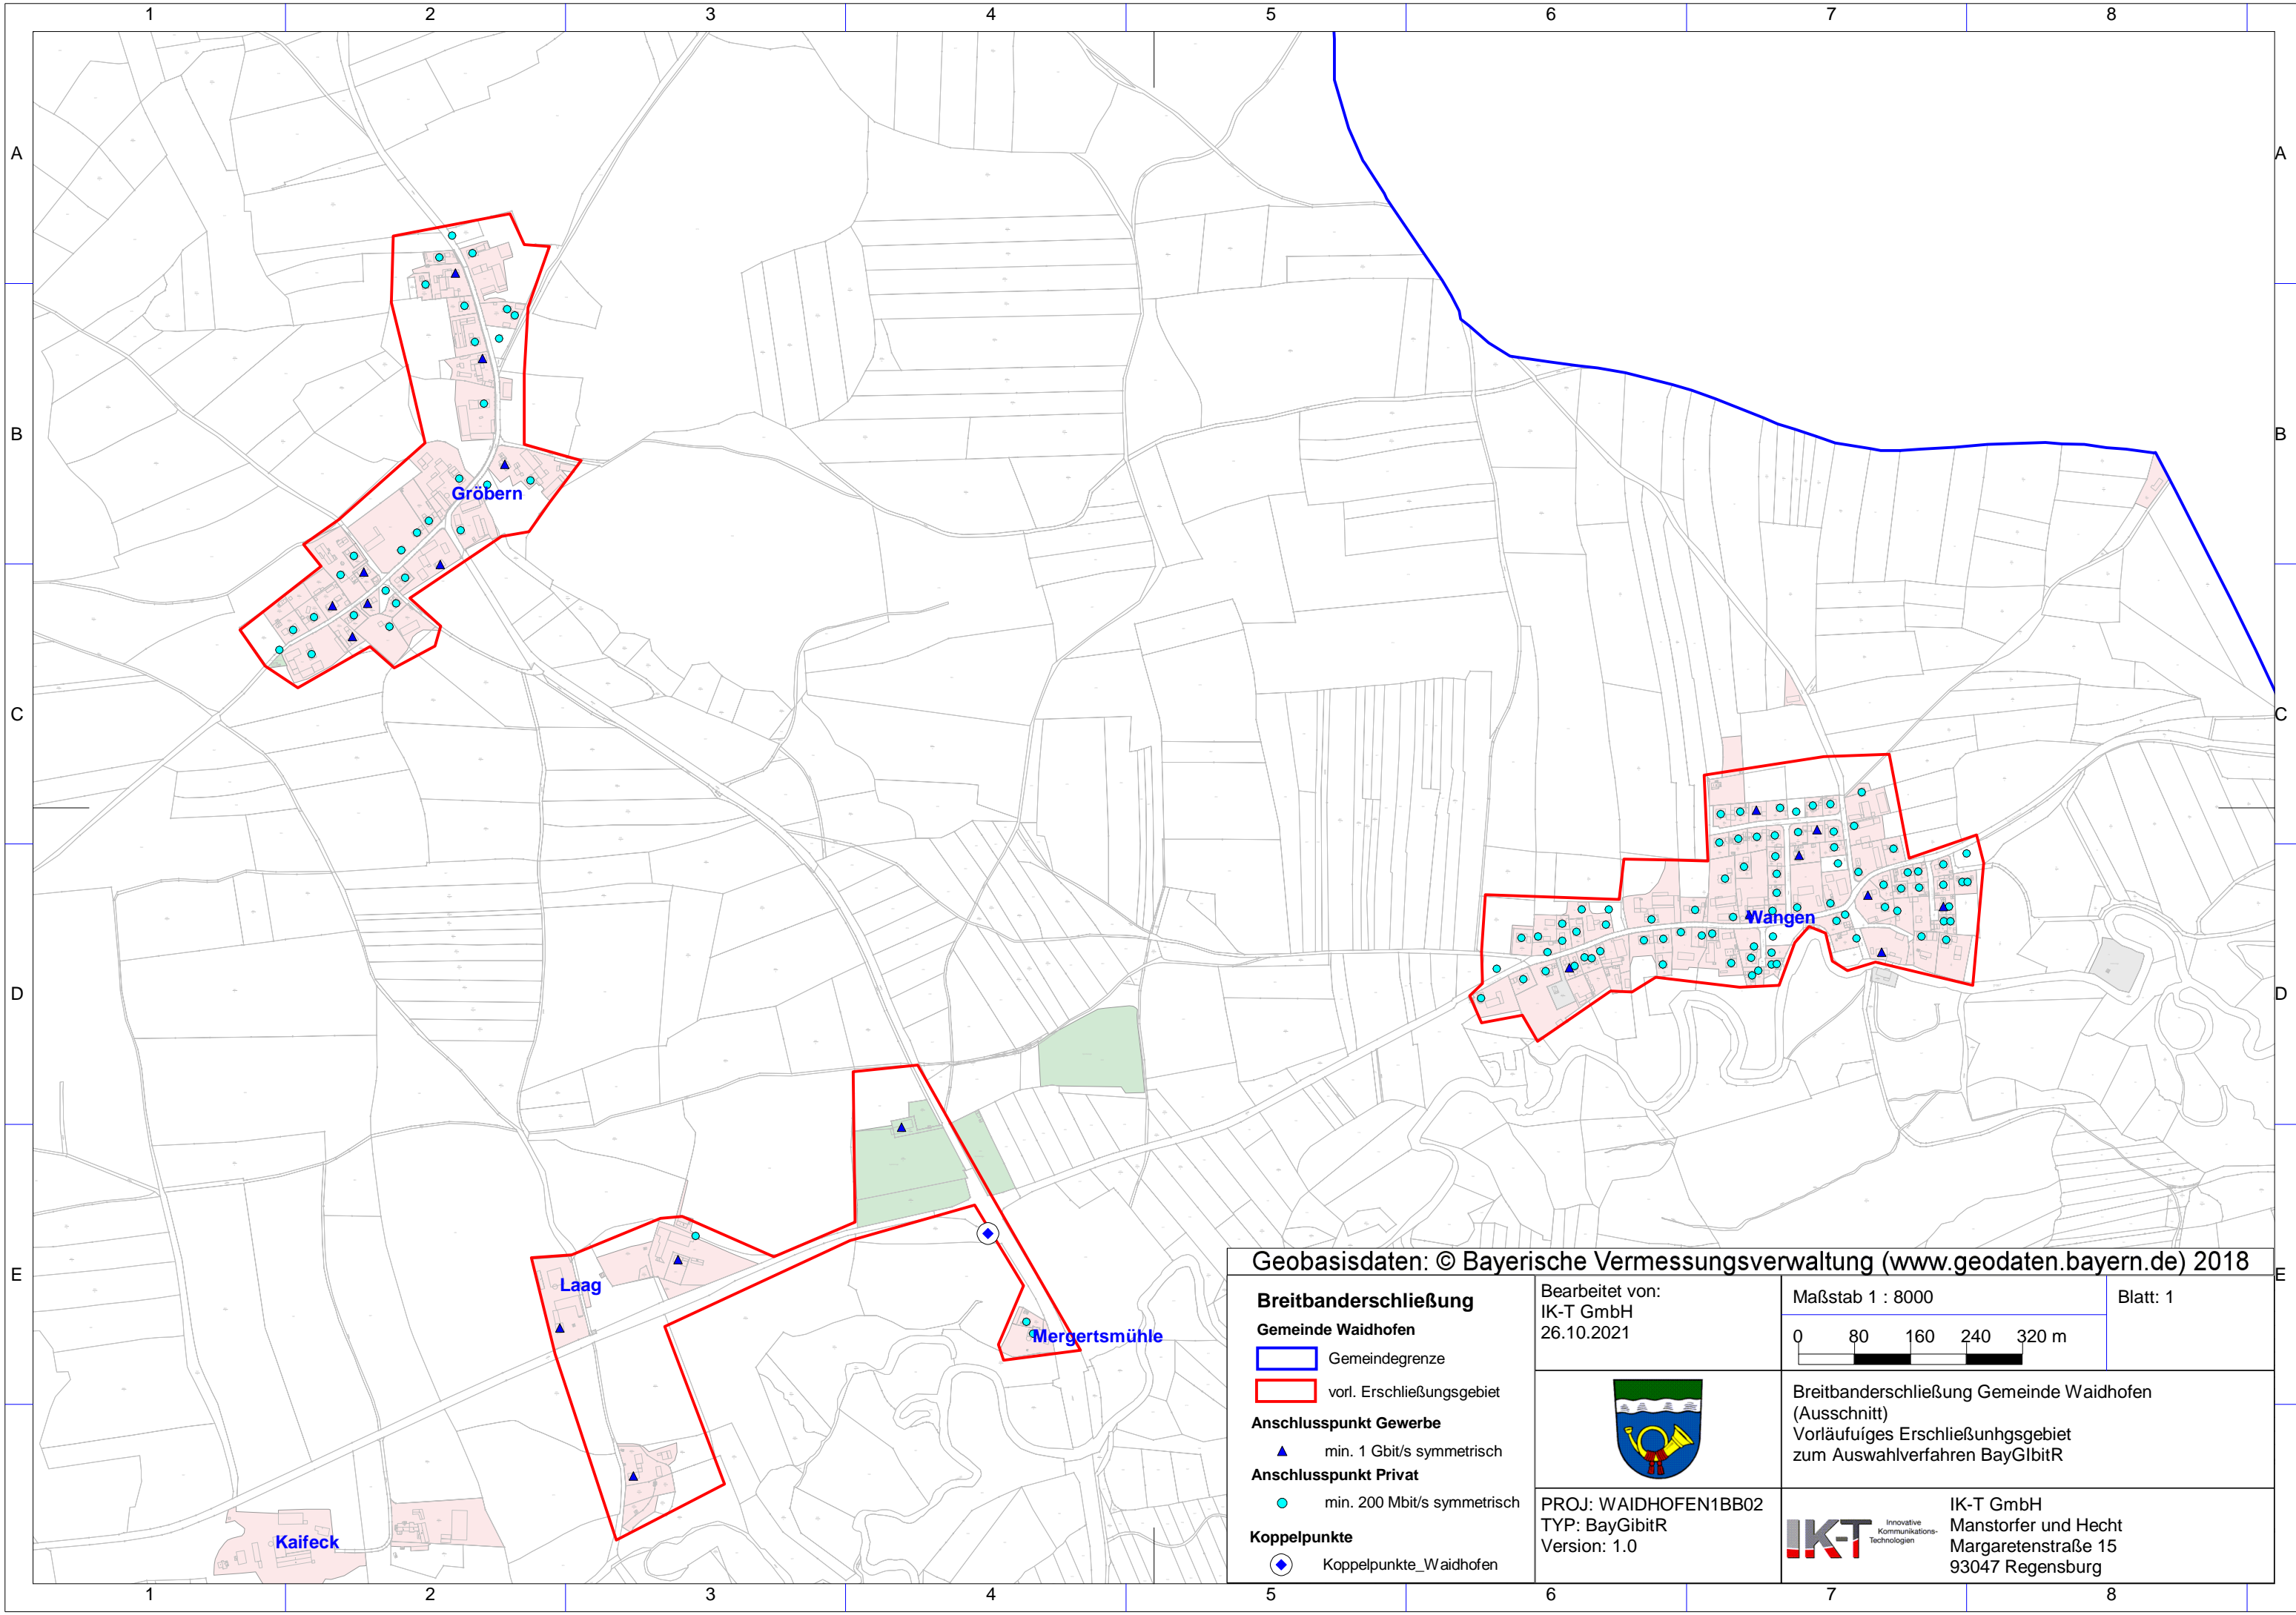 1 2 3 4 5 6 7 8
A A
B B
Gröbern
C C
Wangen
D D
E E
Laag
Mergertsmühle
Kaifeck
Geobasisdaten: © Bayerische Vermessungsverwaltung (www.geodaten.bayern.de) 2018
Breitbanderschließung
Gemeinde Waidhofen
Gemeindegrenze
vorl. Erschließungsgebiet
Anschlusspunkt Gewerbe
min. 1 Gbit/s symmetrisch
Anschlusspunkt Privat
min. 200 Mbit/s symmetrisch
Koppelpunkte
Koppelpunkte_Waidhofen
Bearbeitet von:
IK-T GmbH
26.10.2021
Maßstab 1 : 8000
Blatt: 1
0 80 160 240 320 m
Breitbanderschließung Gemeinde Waidhofen
(Ausschnitt)
Vorläufuíges Erschließunhgsgebiet
zum Auswahlverfahren BayGIbitR
PROJ: WAIDHOFEN1BB02
TYP: BayGibitR
Version: 1.0
IK-T
Innovative
Kommunikations-
Technologien
IK-T GmbH
Manstorfer und Hecht
Margaretenstraße 15
93047 Regensburg
1 2 3 4 5 6 7 8